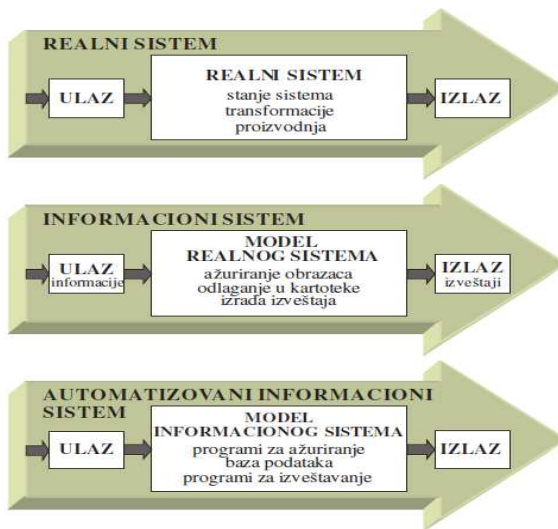 REALNI SISTEM
ULAZ
REALNI SISTEM
stanje sistema
transformacije
proizvodnja
IZLAZ
INFORMACIONI SISTEM
ULAZ
informacije
MODEL
REALNOG SISTEMA
ažuriranje obrazaca
odlaganje u kartoteke
izrada izveštaja
IZLAZ
izveštaji
AUTOMATIZOVANI INFORMACIONI
SISTEM
ULAZ
MODEL
INFORMACIONOG SISTEMA
programi za ažuriranje
baza podataka
programi za izveštavanje
IZLAZ